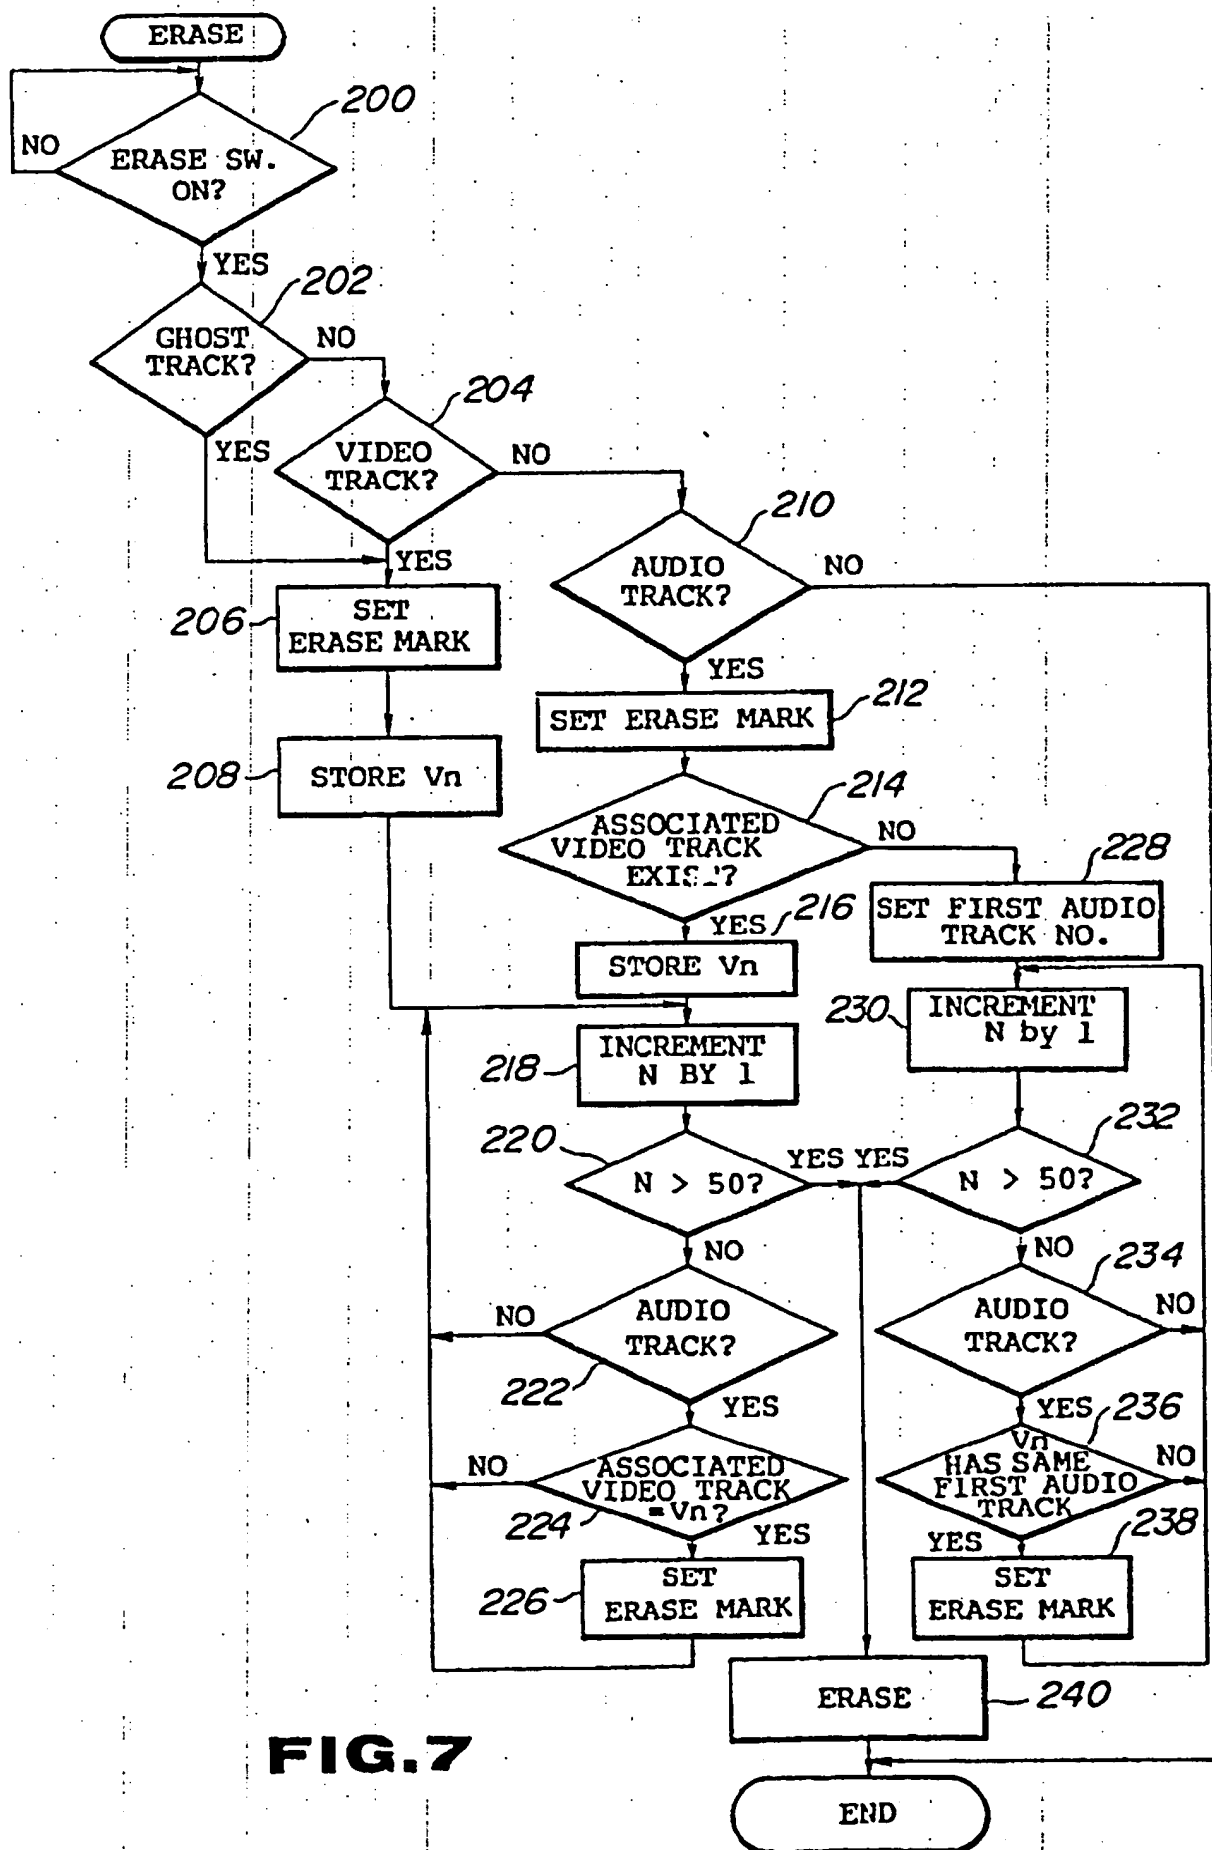 ERASE
200
NO
ERASE SW.
ON?
YES
202
GHOST
TRACK?
NO
204
YES
VIDEO
TRACK?
NO
210
YES
AUDIO
TRACK?
NO
206
SET
ERASE MARK
YES
212
SET ERASE MARK
208
STORE Vn
214
ASSOCIATED
VIDEO TRACK
NO
228
216
YES
SET FIRST AUDIO
TRACK NO.
STORE Vn
230
INCREMENT
N by 1
218
INCREMENT
N BY 1
220
232
N > 50?
YES
YES
N > 50?
NO
NO
234
NO
AUDIO
TRACK?
AUDIO
TRACK?
NO
222
YES
YES
236
NO
ASSOCIATED
VIDEO TRACK
=Vn?
Vn
HAS SAME
FIRST AUDIO
TRACK
NO
224
YES
YES
238
226
SET
ERASE MARK
SET
ERASE MARK
ERASE
240
FIG.7
END